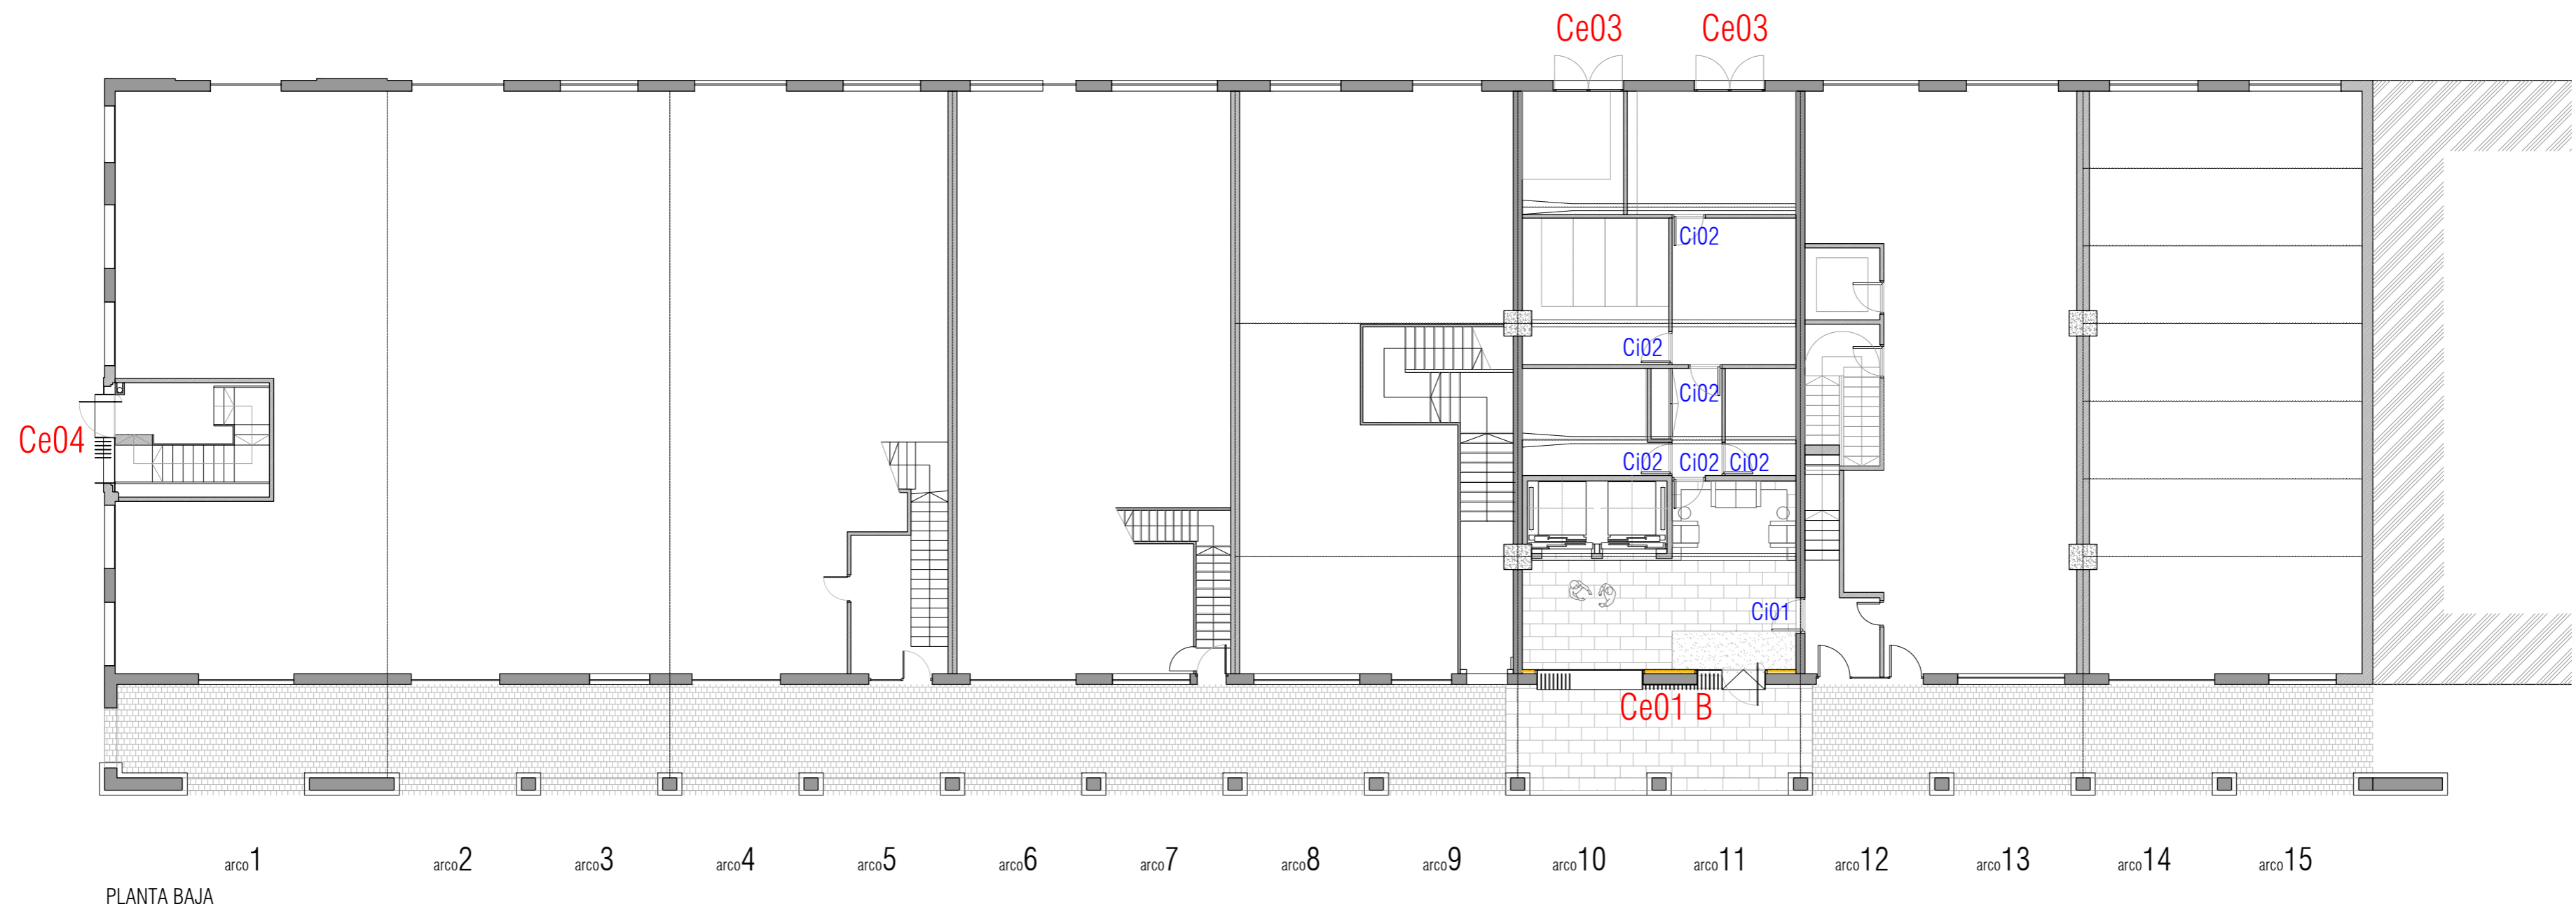 Ce03 Ce03
Ci02
Ci02
Ci02
Ce04
Ci02 Ci02 Ci02
Ci01
Ce01 B
arco1 arco2 arco3 arco4 arco5 arco6 arco7 arco8 arco9 arco10 arco11 arco12 arco13 arco14 arco15
PLANTA BAJA